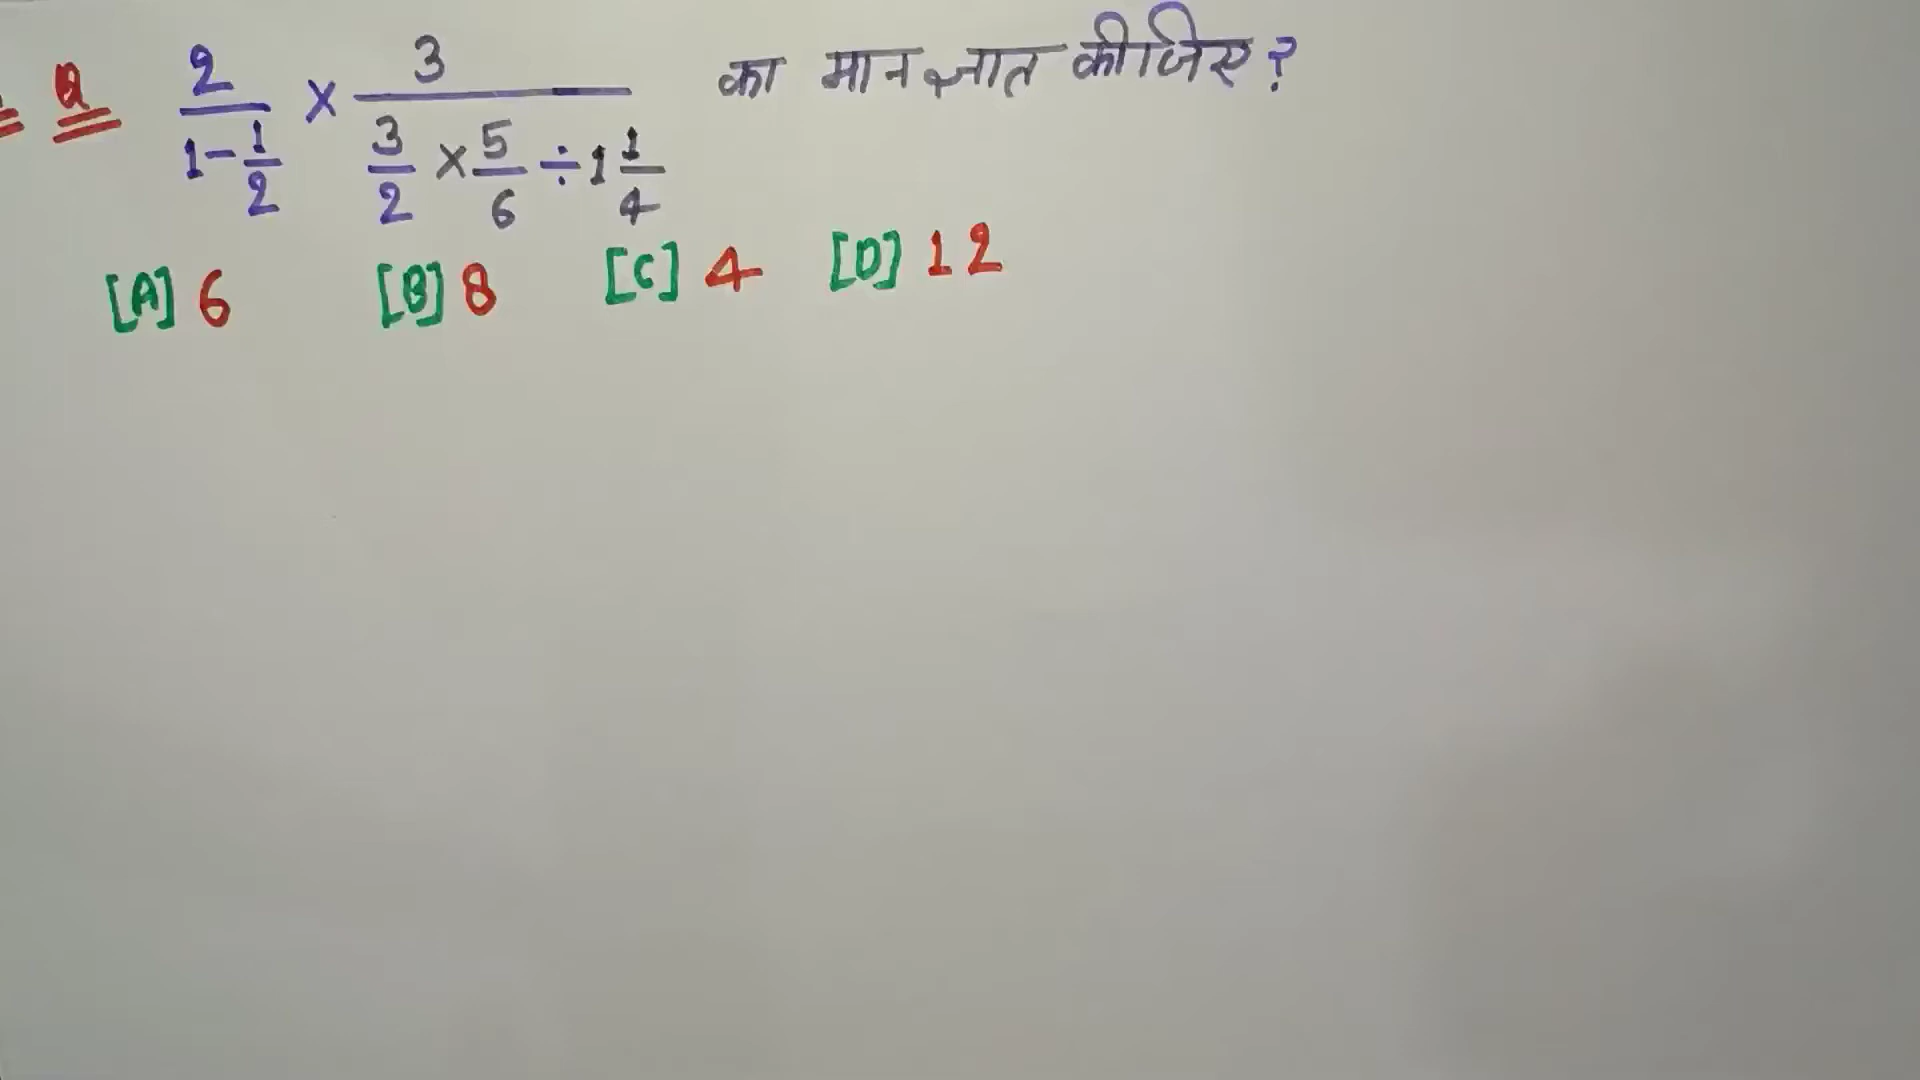 Q 2/(1-1/2) × 3/(3/2 × 5/6 ÷ 1 1/4) का मान ज्ञात कीजिए?
[A] 6 [B] 8 [C] 4 [D] 12